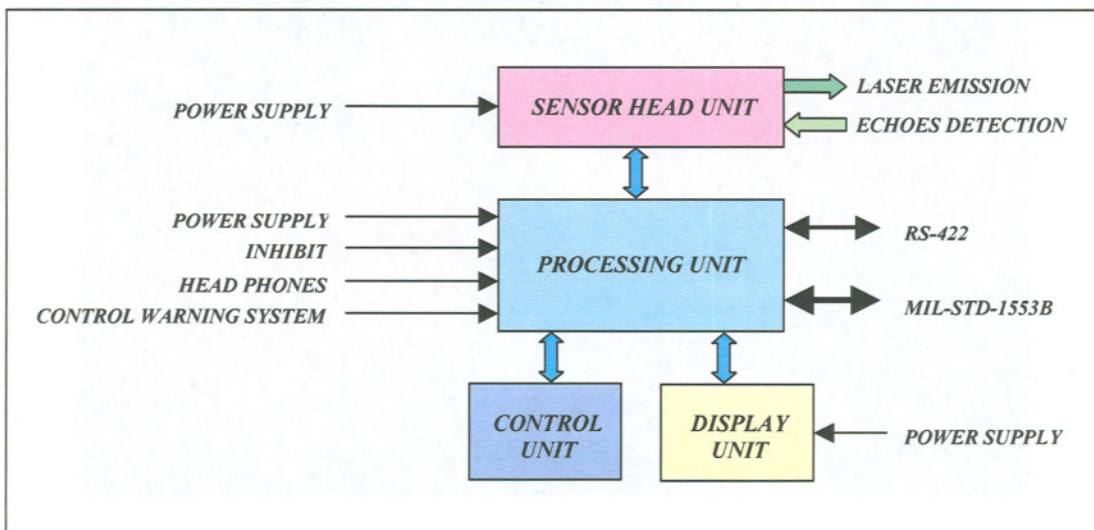 POWER SUPPLY
SENSOR HEAD UNIT
LASER EMISSION
ECHOES DETECTION
POWER SUPPLY
INHIBIT
HEAD PHONES
CONTROL WARNING SYSTEM
PROCESSING UNIT
RS-422
MIL-STD-1553B
CONTROL
UNIT
DISPLAY
UNIT
POWER SUPPLY